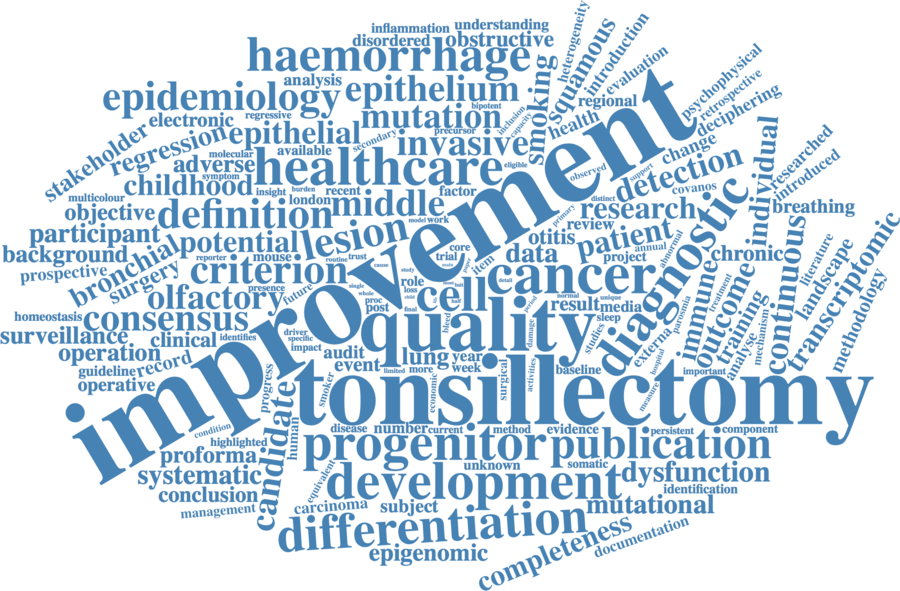 inflammation
understanding
disordered
obstructive
heterogeneity
squamous
introduction
haemorrhage
analysis
smoking
evaluation
psychophysical
epidemiology
epithelium
bipotent
regional
retrospective
electronic
regressive
mutation
inclusion
capacity
health
deciphering
stakeholder
regression
epithelial
secondary
precursor
invasive
change
molecular
available
adverse
symptom
healthcare
eligible
observed
support
detection
individual
researched
introduced
childhood
insight
burden
recent
factor
distinct
covanos
multicolour
london
objective
definition
middle
model
work
primary
research
breathing
participant
potential
lesion
improvement
review
otitis
patient
diagnostic
background
bronchial
reporter
mouse
routine
trust
core
trial
item
data
project
annual
abnormal
chronic
continuous
literature
landscape
transcriptomic
prospective
surgery
criterion
cause
study
role
cancer
detail
immune
outcome
treatment
methodology
olfactory
presence
future
single
whole
loss
child
cell
normal
unique
parosmia
homeostasis
consensus
proc
post
final
bleed
half
period
result
media
sleep
training
analyse
mechanism
surveillance
clinical
identifies
driver
specific
impact
quality
damage
studies
externa
hospital
operation
audit
event
lung
year
week
guideline
record
limited
more
surgical
activities
baseline
important
operative
progress
smoker
economic
tonsillectomy
measure
candidate
condition
human
disease
number
current
method
evidence
persistent
component
highlighted
proforma
progenitor
publication
systematic
equivalent
unknown
somatic
dysfunction
conclusion
development
identification
management
carcinoma
subject
mutational
differentiation
completeness
documentation
epigenomic